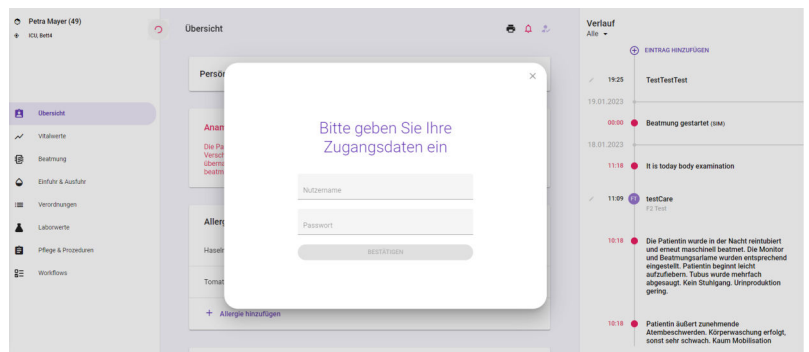 Petra Mayer (49)
ICU, Bett4
Übersicht
Vitalwerte
Beatmung
Einfuhr & Ausfuhr
Verordnungen
Laborwerte
Pflege & Prozeduren
Workflows
Übersicht
Persön
Anan
Die Pa
Versch
überna
beatm
Allerg
Haseln
Tomat
+ Allergie hinzufügen
Bitte geben Sie Ihre
Zugangsdaten ein
Nutzername
Passwort
BESTÄTIGEN
Verlauf
Alle
EINTRAG HINZUFÜGEN
19:25 TestTestTest
19.01.2023
00:00 Beatmung gestartet (SIM)
18.01.2023
11:18 It is today body examination
11:09 FT testCare
F2 Test
10:18 Die Patientin wurde in der Nacht reintubiert
und erneut maschinell beatmet. Die Monitor
und Beatmungsarlame wurden entsprechend
eingestellt. Patientin beginnt leicht
aufzufiebern. Tubus wurde mehrfach
abgesaugt. Kein Stuhlgang. Urinproduktion
gering.
10:18 Patientin äußert zunehmende
Atembeschwerden. Körperwaschung erfolgt,
sonst sehr schwach. Kaum Mobilisation